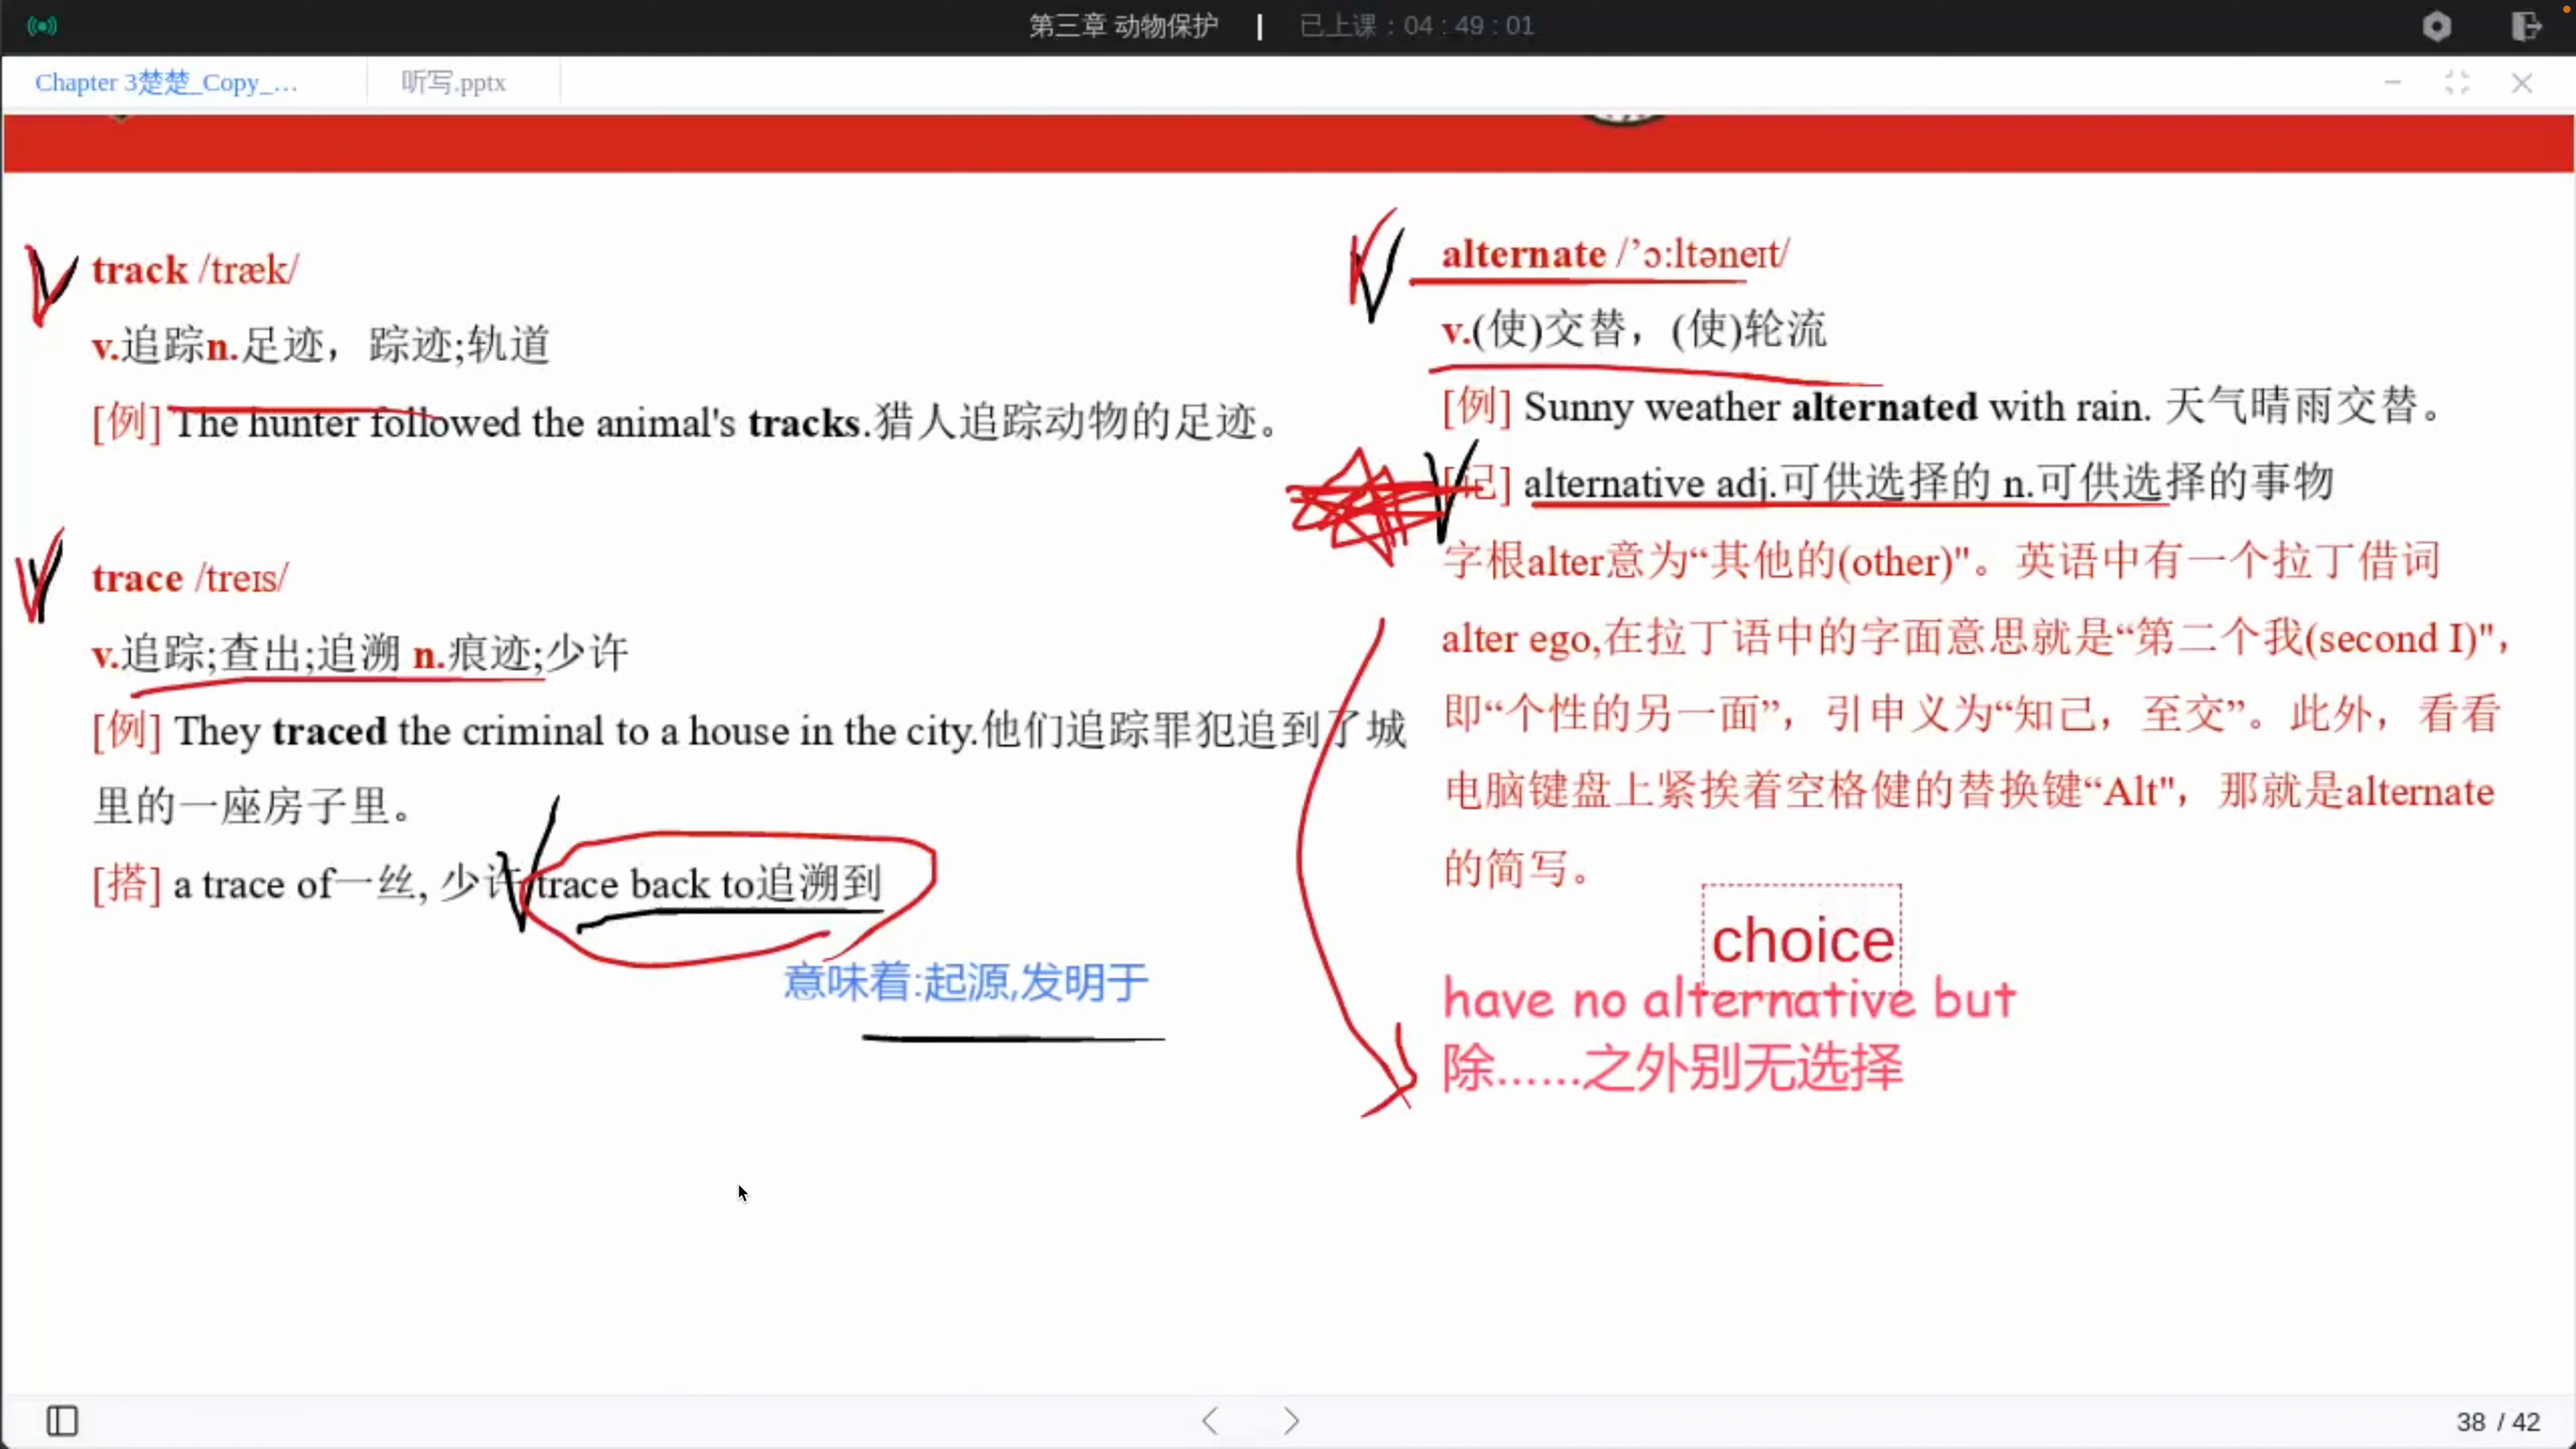 第三章 动物保护
已上课：04 : 49 : 01
Chapter 3楚楚_Copy_...
听写.pptx
track /træk/
v.追踪n.足迹，踪迹;轨道
[例] The hunter followed the animal's tracks.猎人追踪动物的足迹。
trace /treɪs/
v.追踪;查出;追溯 n.痕迹;少许
[例] They traced the criminal to a house in the city.他们追踪罪犯追到了城
里的一座房子里。
[搭] a trace of一丝, 少许 trace back to追溯到
意味着:起源,发明于
alternate /’ɔ:ltəneɪt/
v.(使)交替，(使)轮流
[例] Sunny weather alternated with rain. 天气晴雨交替。
[记] alternative adj.可供选择的 n.可供选择的事物
字根alter意为“其他的(other)"。英语中有一个拉丁借词
alter ego,在拉丁语中的字面意思就是“第二个我(second I)"，
即“个性的另一面”，引申义为“知己，至交”。此外，看看
电脑键盘上紧挨着空格健的替换键“Alt"，那就是alternate
的简写。
choice
have no alternative but
除......之外别无选择
38 / 42